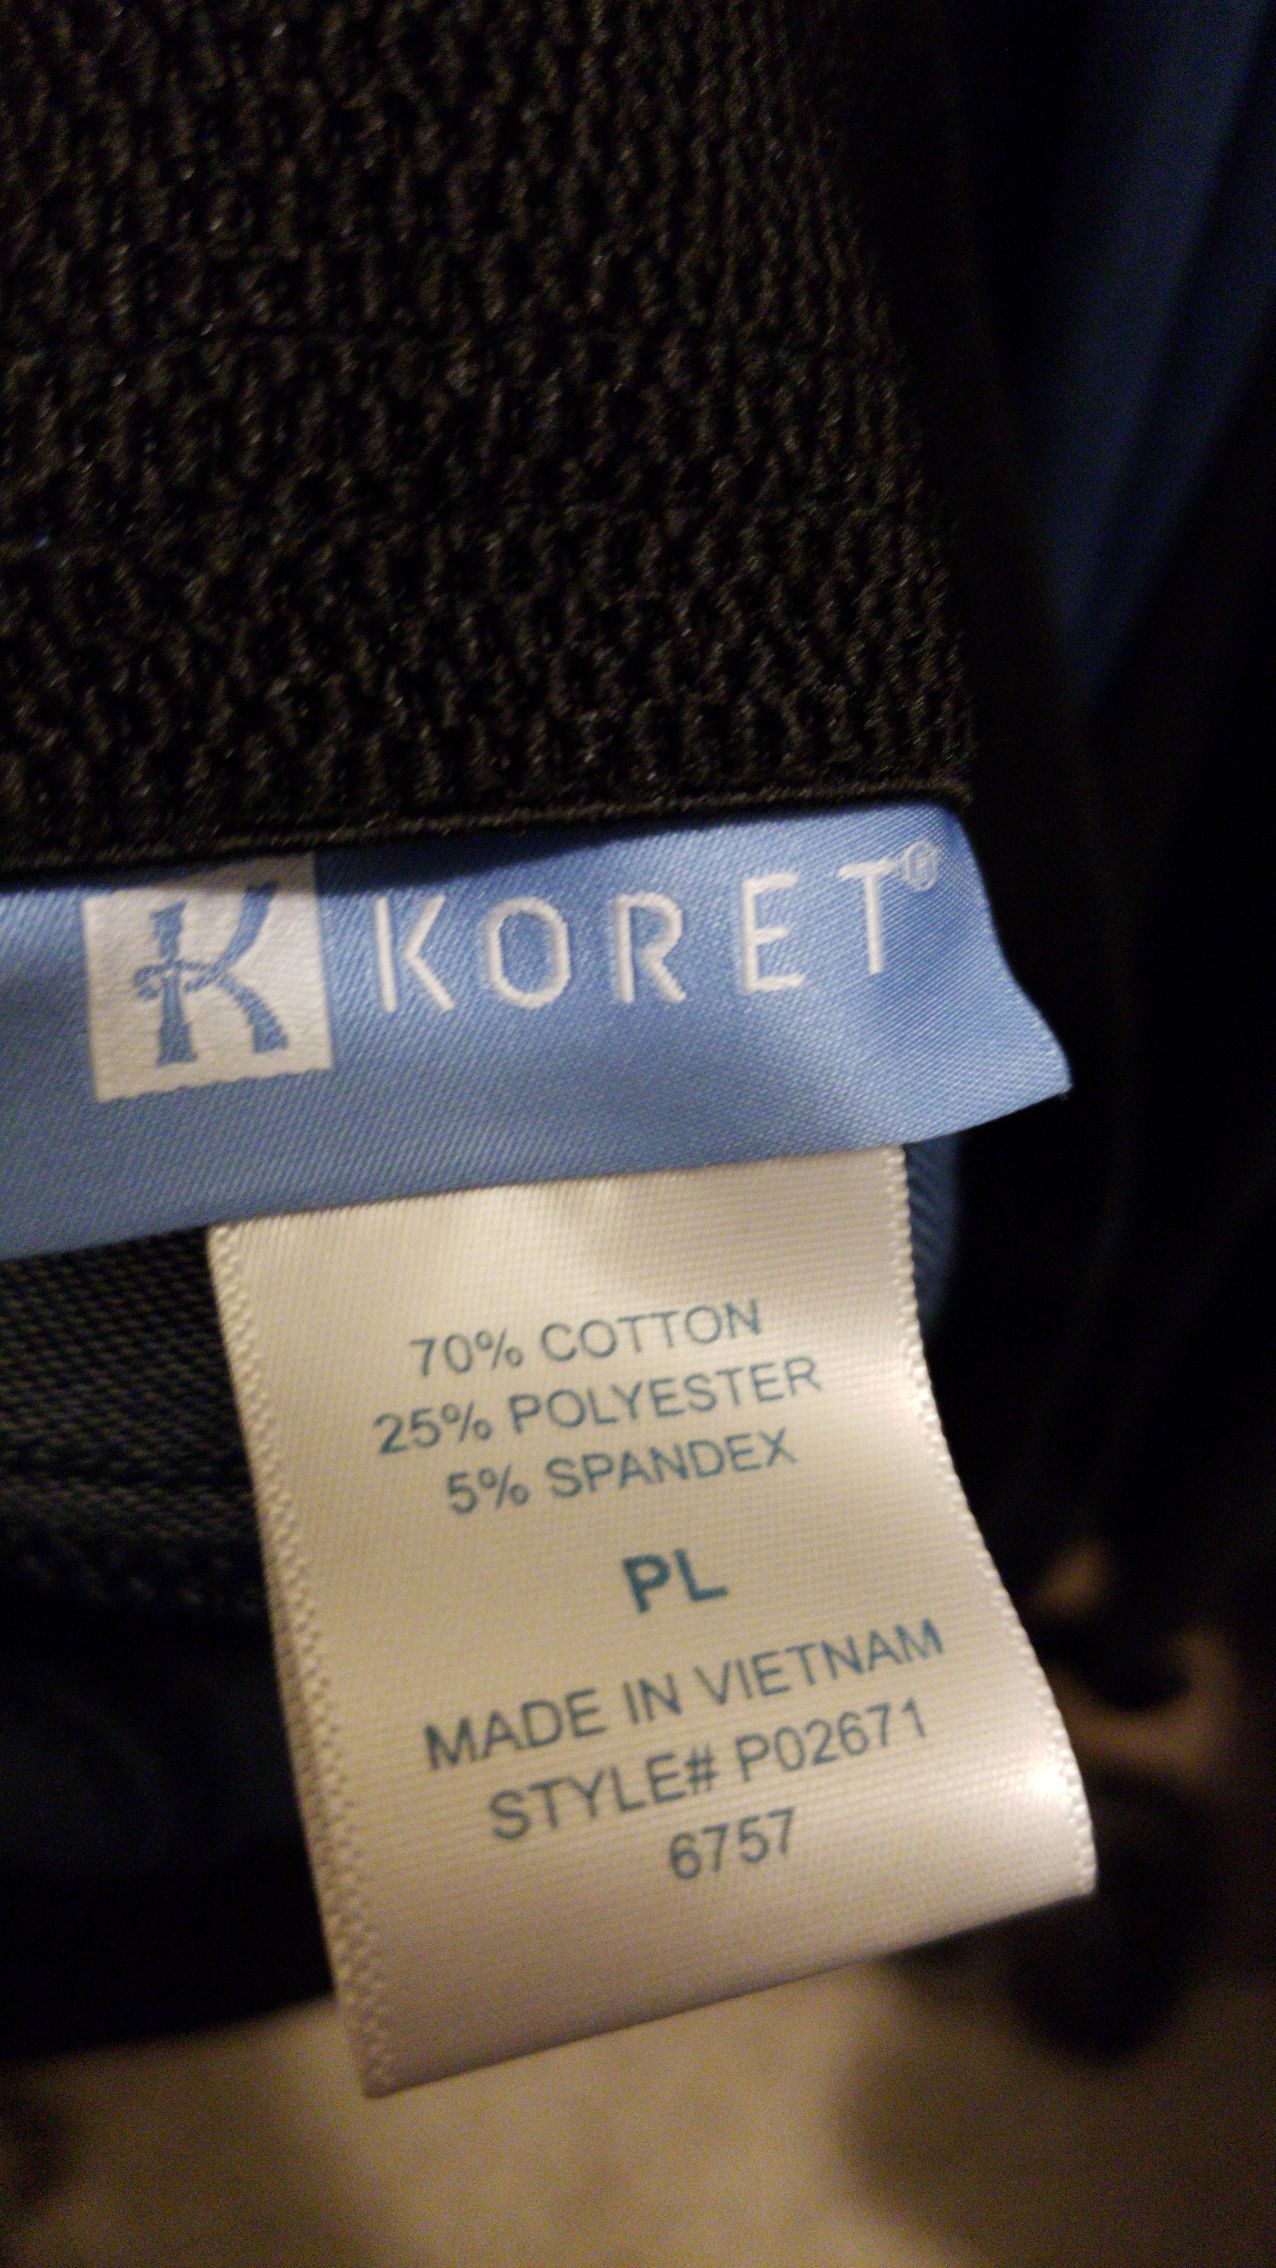 K KORET®
70% COTTON
25% POLYESTER
5% SPANDEX
PL
MADE IN VIETNAM
STYLE# P02671
6757